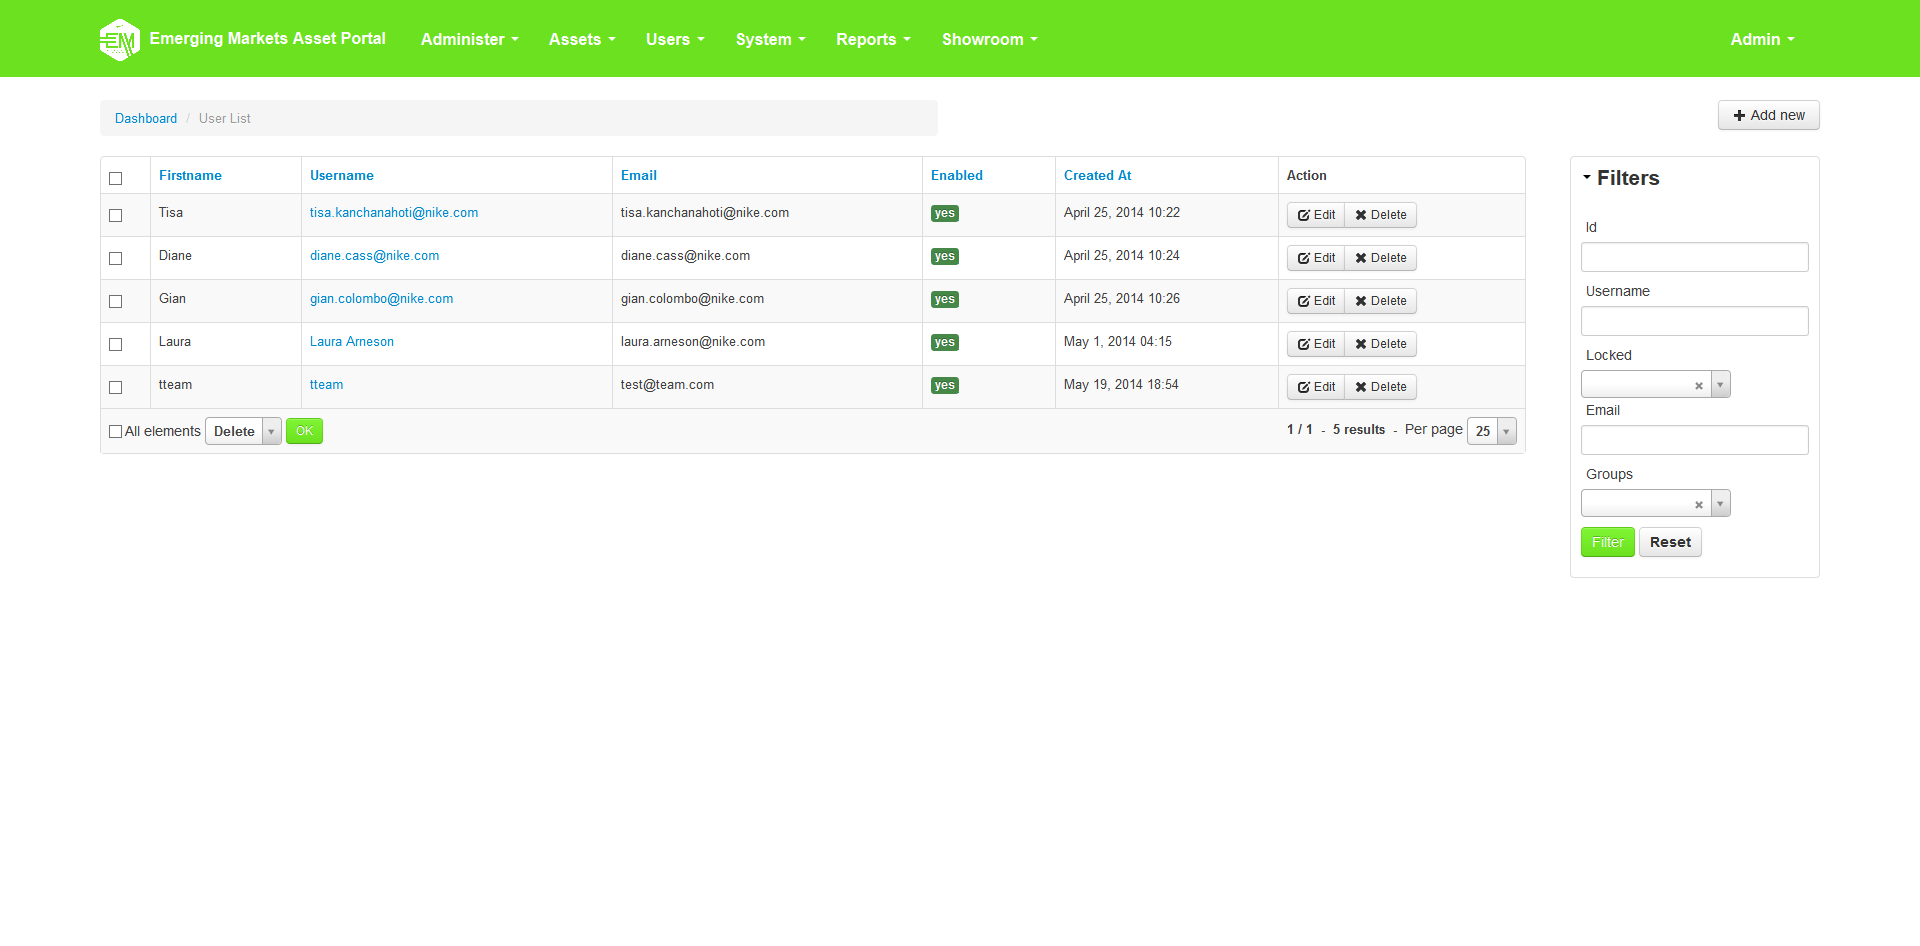 EM Emerging Markets Asset Portal Administer Assets Users System Reports Showroom Admin
Dashboard / User List
+ Add new
Firstname Username Email Enabled Created At Action
Tisa tisa.kanchanahoti@nike.com tisa.kanchanahoti@nike.com yes April 25, 2014 10:22 Edit Delete
Diane diane.cass@nike.com diane.cass@nike.com yes April 25, 2014 10:24 Edit Delete
Gian gian.colombo@nike.com gian.colombo@nike.com yes April 25, 2014 10:26 Edit Delete
Laura Laura Arneson laura.arneson@nike.com yes May 1, 2014 04:15 Edit Delete
tteam tteam test@team.com yes May 19, 2014 18:54 Edit Delete
All elements Delete OK 1 / 1 - 5 results - Per page 25
Filters
Id
Username
Locked
Email
Groups
Filter Reset